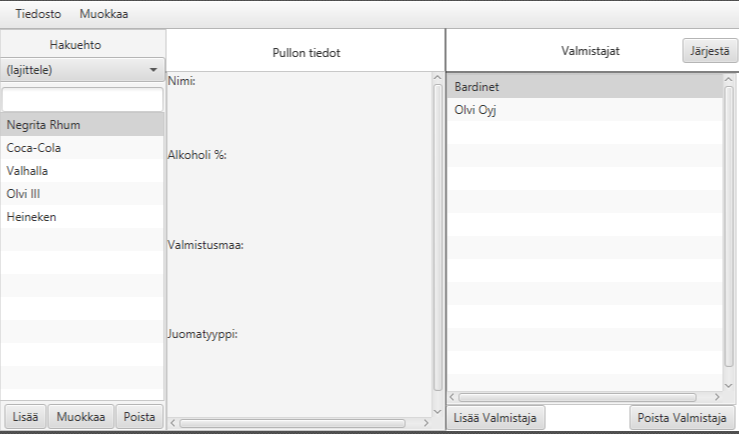 Tiedosto Muokkaa
Hakuehto
(lajittele)
Negrita Rhum
Coca-Cola
Valhalla
Olvi III
Heineken
Lisää Muokkaa Poista
Pullon tiedot
Nimi:
Alkoholi %:
Valmistusmaa:
Juomatyyppi:
Valmistajat Järjestä
Bardinet
Olvi Oyj
Lisää Valmistaja Poista Valmistaja